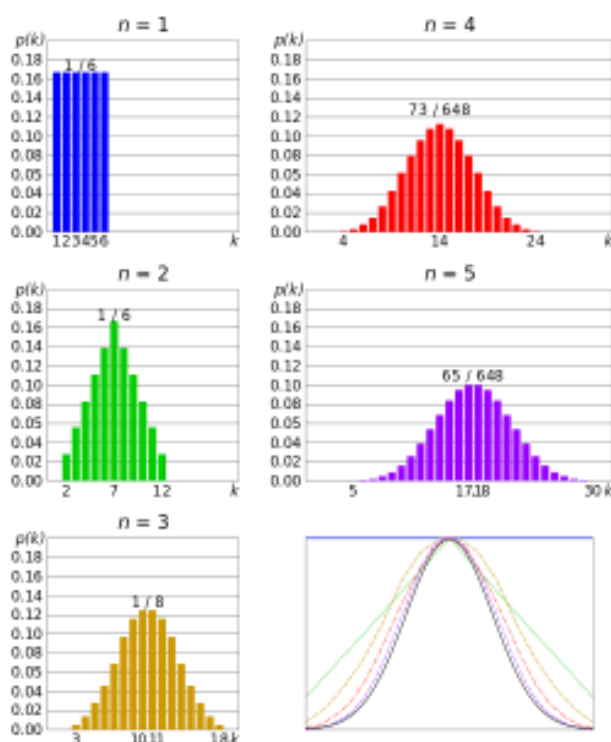 n = 1
p(k)
0.18
0.16
0.14
0.12
0.10
0.08
0.06
0.04
0.02
0.00
1 / 6
123456
k
n = 4
p(k)
0.18
0.16
0.14
0.12
0.10
0.08
0.06
0.04
0.02
0.00
73 / 648
4 14 24 k
n = 2
p(k)
0.18
0.16
0.14
0.12
0.10
0.08
0.06
0.04
0.02
0.00
1 / 6
2 7 12 k
n = 5
p(k)
0.18
0.16
0.14
0.12
0.10
0.08
0.06
0.04
0.02
0.00
65 / 648
5 1718 30 k
n = 3
p(k)
0.18
0.16
0.14
0.12
0.10
0.08
0.06
0.04
0.02
0.00
1 / 8
3 1011 18 k